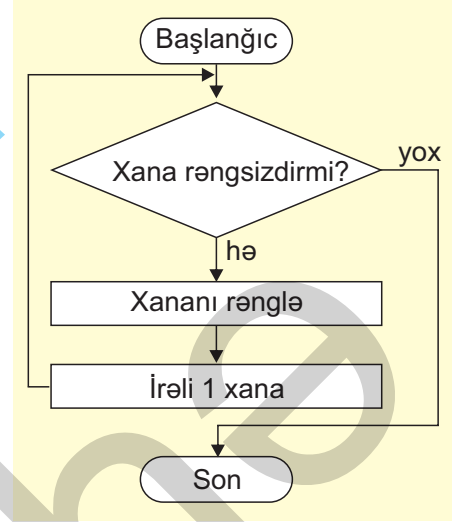 Başlanğıc
Xana rəngsizdirmi?
yox
hə
Xananı rənglə
İrəli 1 xana
Son